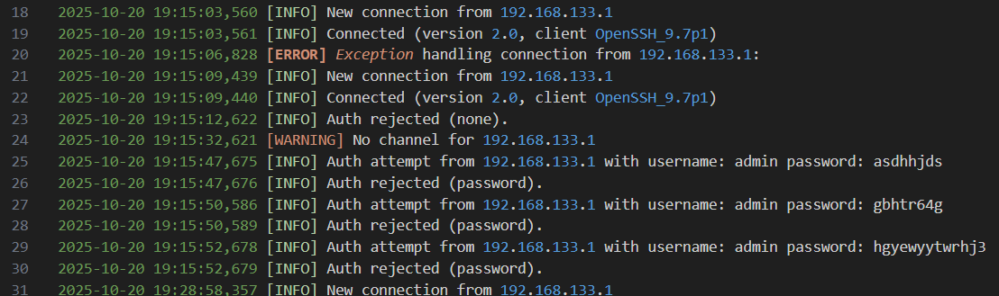 18 2025-10-20 19:15:03,560 [INFO] New connection from 192.168.133.1
19 2025-10-20 19:15:03,561 [INFO] Connected (version 2.0, client OpenSSH_9.7p1)
20 2025-10-20 19:15:06,828 [ERROR] Exception handling connection from 192.168.133.1:
21 2025-10-20 19:15:09,439 [INFO] New connection from 192.168.133.1
22 2025-10-20 19:15:09,440 [INFO] Connected (version 2.0, client OpenSSH_9.7p1)
23 2025-10-20 19:15:12,622 [INFO] Auth rejected (none).
24 2025-10-20 19:15:32,621 [WARNING] No channel for 192.168.133.1
25 2025-10-20 19:15:47,675 [INFO] Auth attempt from 192.168.133.1 with username: admin password: asdhhjds
26 2025-10-20 19:15:47,676 [INFO] Auth rejected (password).
27 2025-10-20 19:15:50,586 [INFO] Auth attempt from 192.168.133.1 with username: admin password: gbhtr64g
28 2025-10-20 19:15:50,589 [INFO] Auth rejected (password).
29 2025-10-20 19:15:52,678 [INFO] Auth attempt from 192.168.133.1 with username: admin password: hgyewyytwrhj3
30 2025-10-20 19:15:52,679 [INFO] Auth rejected (password).
31 2025-10-20 19:28:58,357 [INFO] New connection from 192.168.133.1